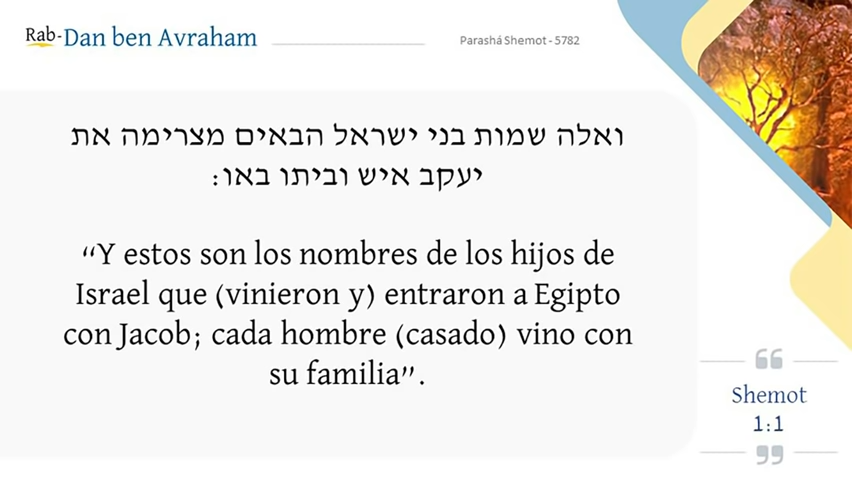 Rab-Dan ben Avraham
Parashá Shemot - 5782
ואלה שמות בני ישראל הבאים מצרימה את
יעקב איש וביתו באו:
“Y estos son los nombres de los hijos de
Israel que (vinieron y) entraron a Egipto
con Jacob; cada hombre (casado) vino con
su familia”.
Shemot
1:1